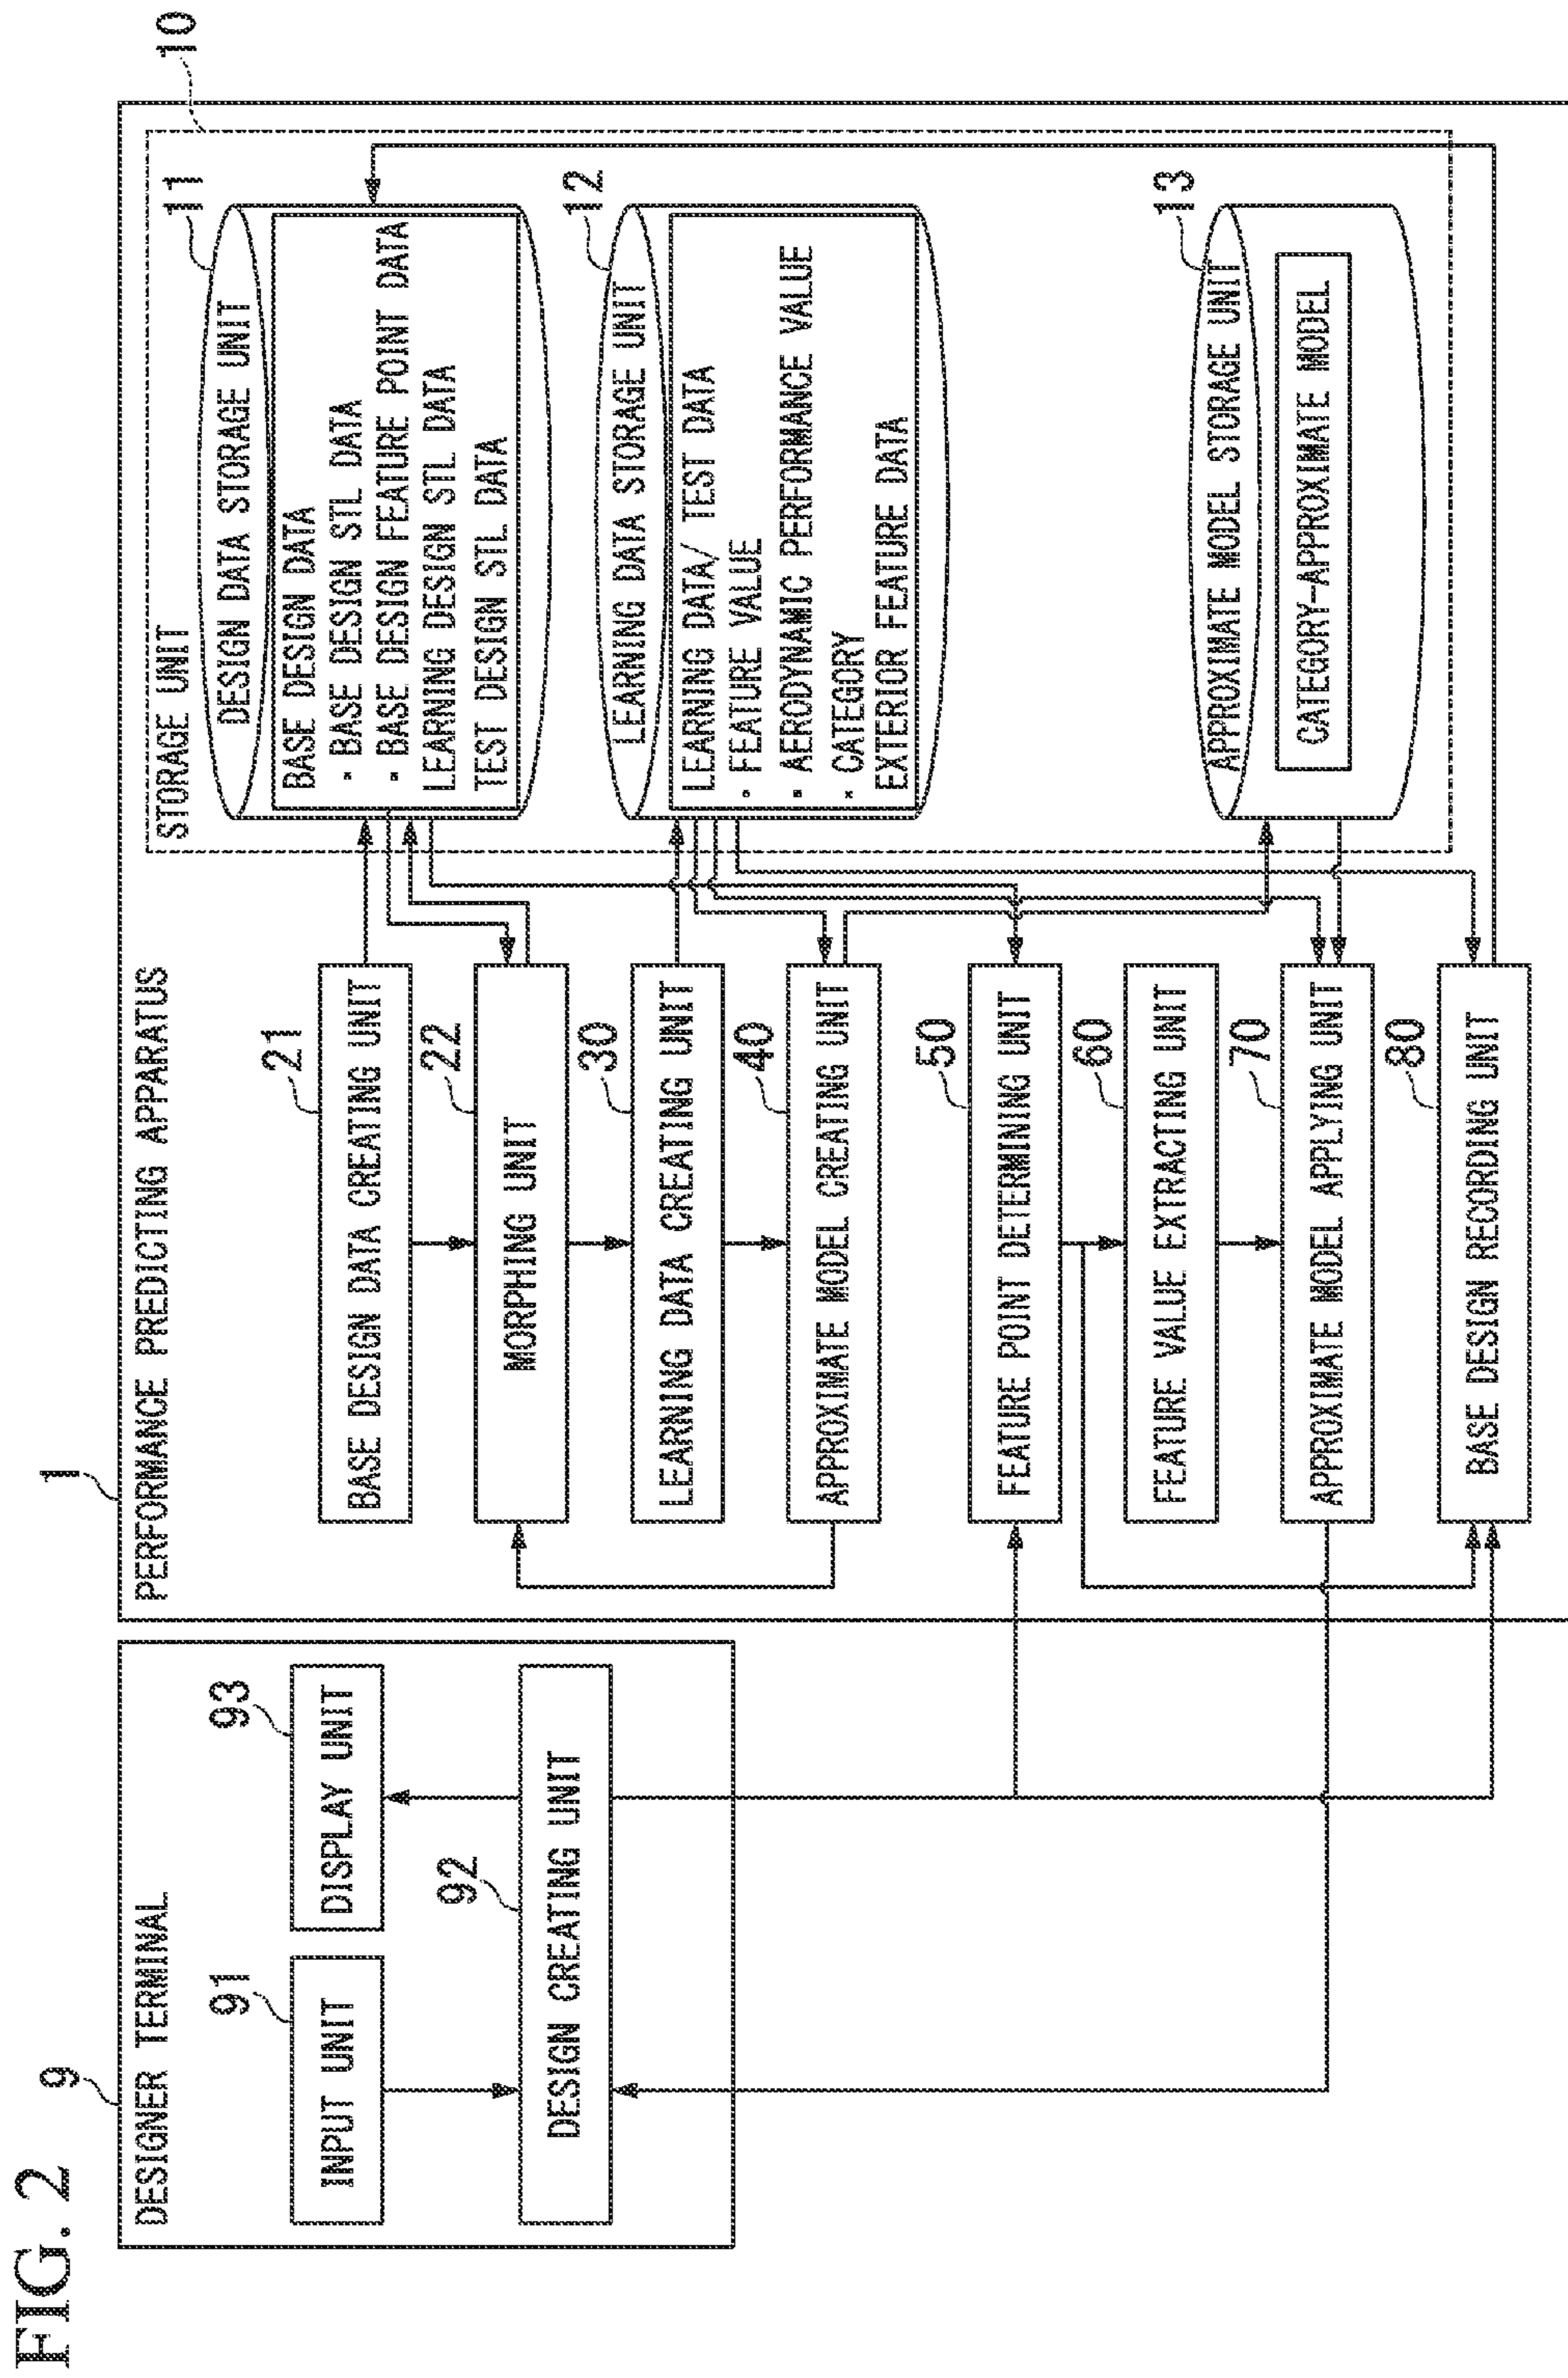 FIG. 2
9
DESIGNER TERMINAL
91
INPUT UNIT
93
DISPLAY UNIT
92
DESIGN CREATING UNIT
1
PERFORMANCE PREDICTING APPARATUS
21
BASE DESIGN DATA CREATING UNIT
22
MORPHING UNIT
30
LEARNING DATA CREATING UNIT
40
APPROXIMATE MODEL CREATING UNIT
50
FEATURE POINT DETERMINING UNIT
60
FEATURE VALUE EXTRACTING UNIT
70
APPROXIMATE MODEL APPLYING UNIT
80
BASE DESIGN RECORDING UNIT
10
STORAGE UNIT
11
DESIGN DATA STORAGE UNIT
BASE DESIGN DATA
・BASE DESIGN STL DATA
・BASE DESIGN FEATURE POINT DATA
LEARNING DESIGN STL DATA
TEST DESIGN STL DATA
12
LEARNING DATA STORAGE UNIT
LEARNING DATA/ TEST DATA
・FEATURE VALUE
・AERODYNAMIC PERFORMANCE VALUE
・CATEGORY
EXTERIOR FEATURE DATA
13
APPROXIMATE MODEL STORAGE UNIT
CATEGORY-APPROXIMATE MODEL